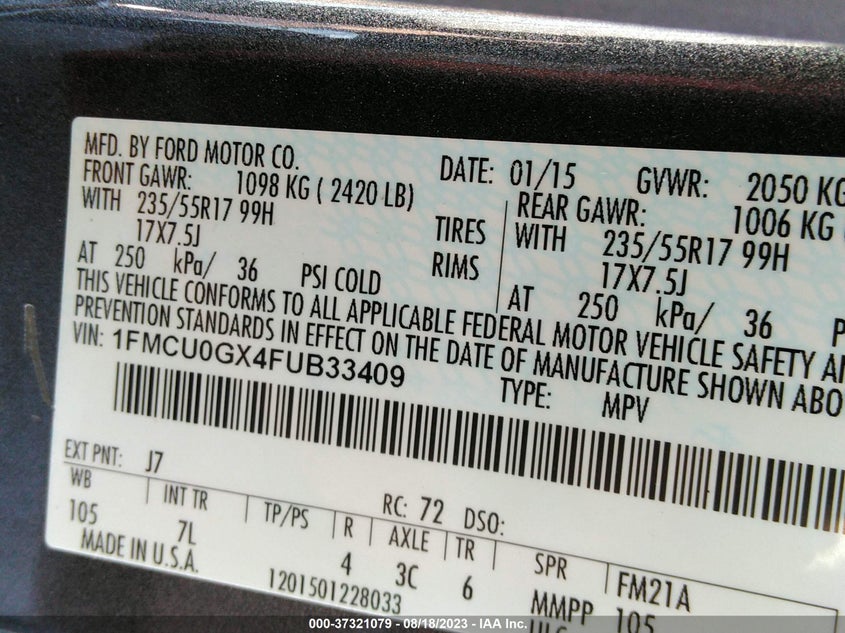 MFD. BY FORD MOTOR CO.
DATE: 01/15 GVWR: 2050 KG
FRONT GAWR: 1098 KG ( 2420 LB) REAR GAWR: 1006 KG (
WITH 235/55R17 99H TIRES WITH 235/55R17 99H
17X7.5J RIMS 17X7.5J
AT 250 kPa/ 36 PSI COLD AT 250 kPa/ 36 P
THIS VEHICLE CONFORMS TO ALL APPLICABLE FEDERAL MOTOR VEHICLE SAFETY AN
PREVENTION STANDARDS IN EFFECT ON THE DATE OF MANUFACTURE SHOWN ABO
VIN: 1FMCU0GX4FUB33409
TYPE: MPV
EXT PNT: J7 RC: 72 DSO:
WB INT TR TP/PS R AXLE TR SPR FM21A
105 7L 4 3C 6 MMPP 105
MADE IN U.S.A. 1201501228033
000-37321079 - 08/18/2023 - IAA Inc.